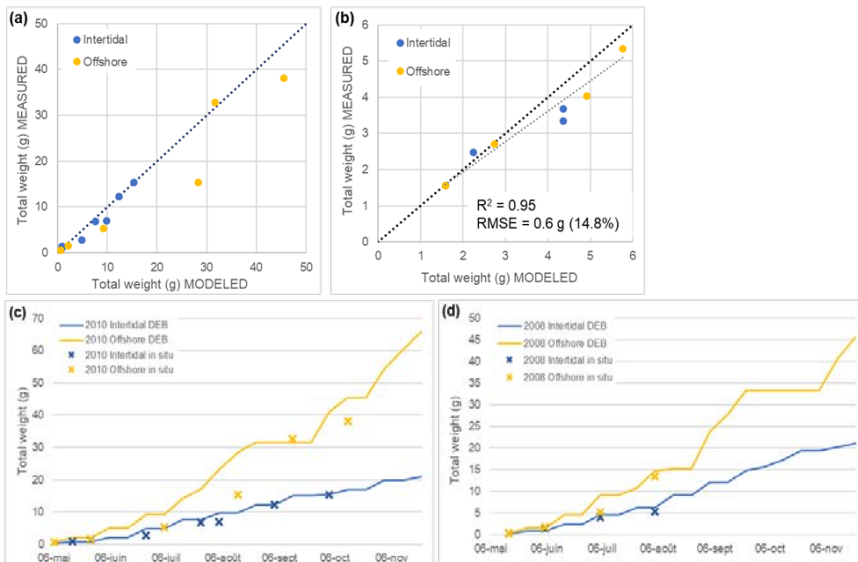 (a)
50
40
30
20
10
0
Total weight (g) MEASURED
Intertidal
Offshore
0 10 20 30 40 50
Total weight (g) MODELED
(b)
6
5
4
3
2
1
0
Total weight (g) MEASURED
Intertidal
Offshore
R² = 0.95
RMSE = 0.6 g (14.8%)
0 1 2 3 4 5 6
Total weight (g) MODELED
(c)
70
60
50
40
30
20
10
0
Total weight (g)
2010 Intertidal DEB
2010 Offshore DEB
2010 Intertidal in situ
2010 Offshore in situ
06-mai 06-juin 06-juil 06-août 06-sept 06-oct 06-nov
(d)
50
45
40
35
30
25
20
15
10
5
0
Total weight (g)
2008 Intertidal DEB
2008 Offshore DEB
2008 Intertidal in situ
2008 Offshore in situ
06-mai 06-juin 06-juil 06-août 06-sept 06-oct 06-nov